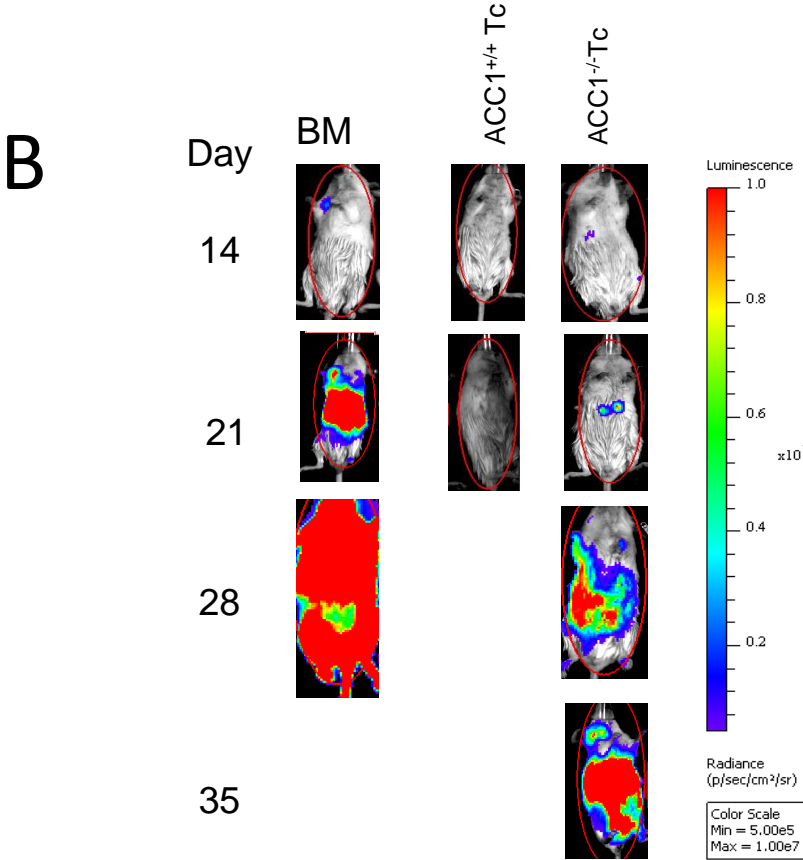 B
Day
BM
ACC1+/+ Tc
ACC1-/-Tc
14
21
28
35
Luminescence
1.0
0.8
0.6
x10
0.4
0.2
Radiance
(p/sec/cm²/sr)
Color Scale
Min = 5.00e5
Max = 1.00e7